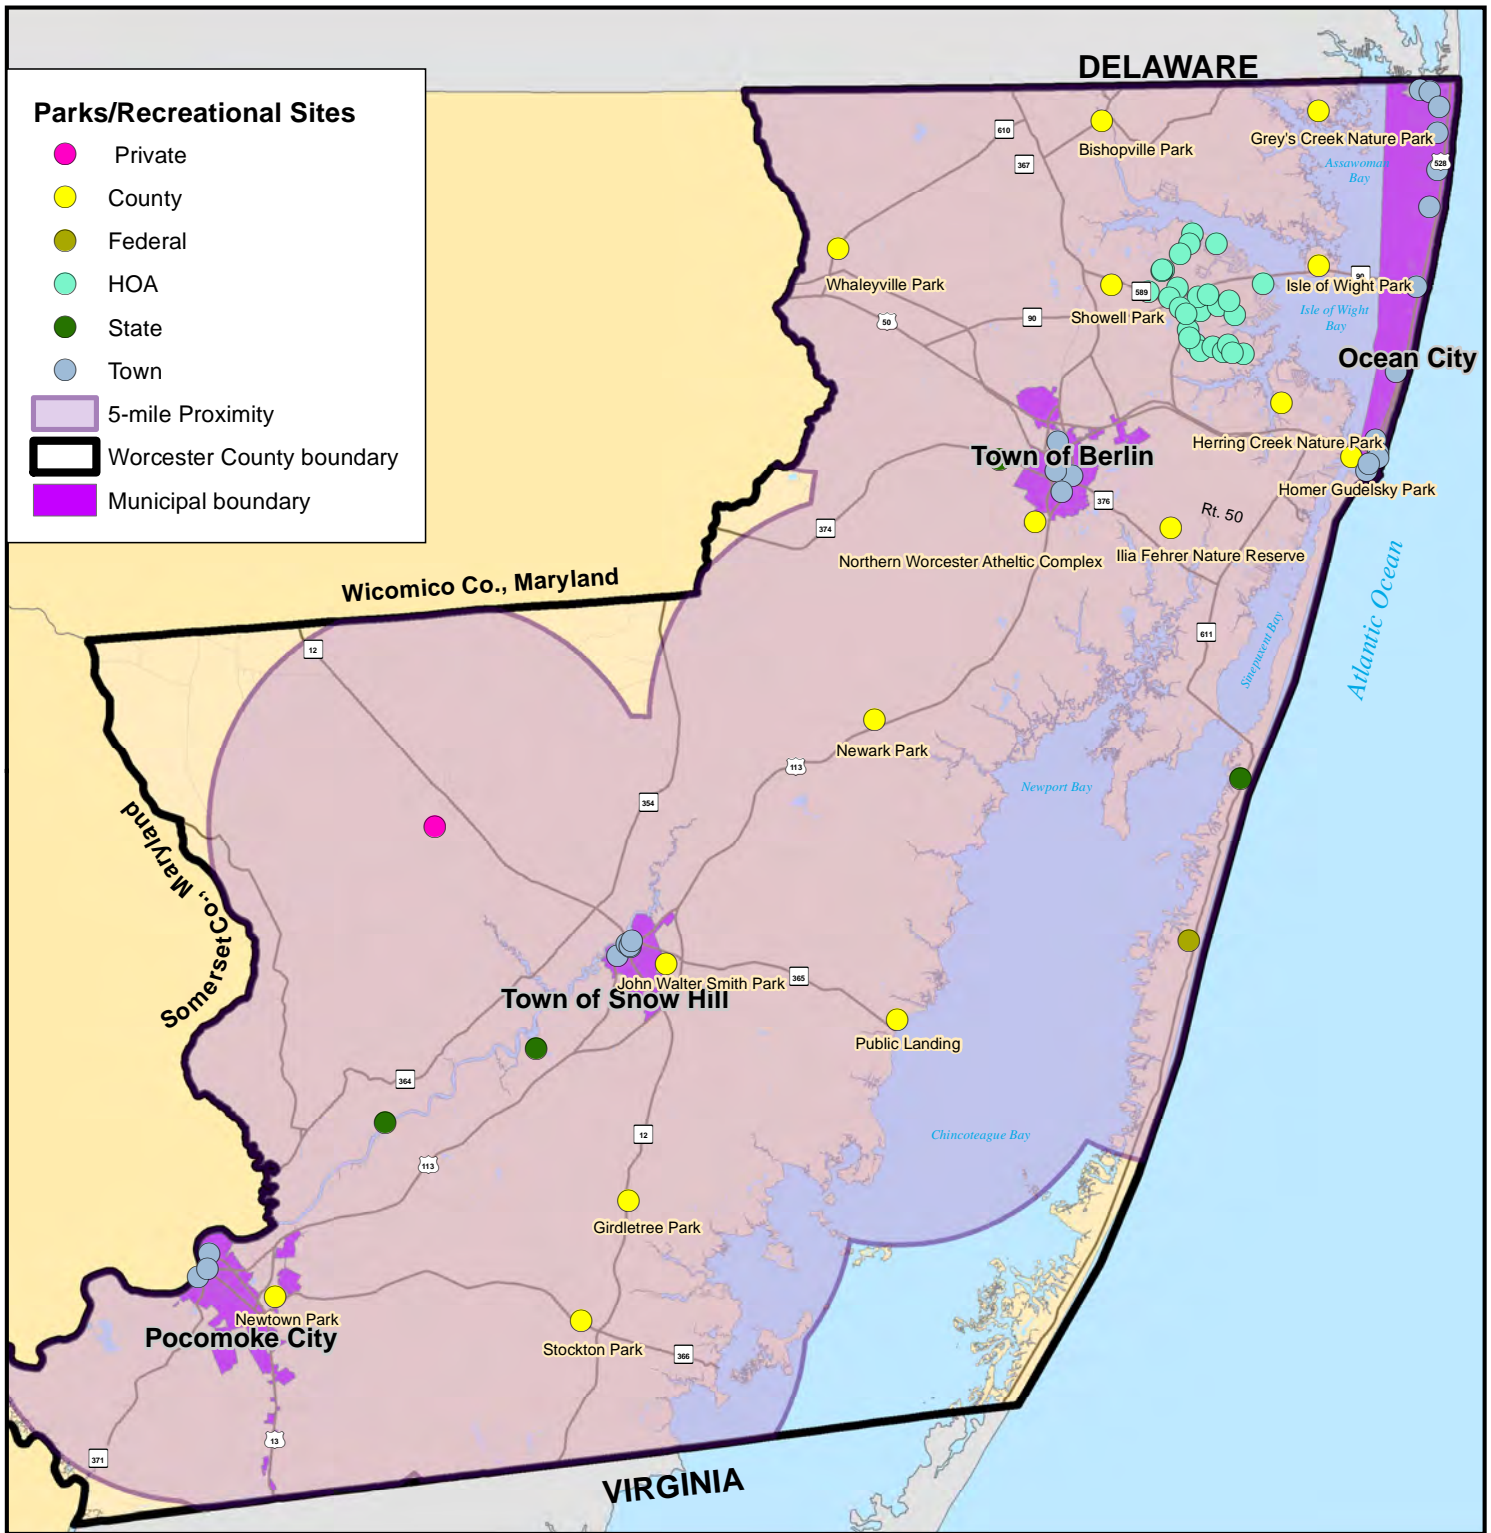 DELAWARE
Parks/Recreational Sites
Private
County
Federal
HOA
State
Town
5-mile Proximity
Worcester County boundary
Municipal boundary
610
367
Bishopville Park
Grey's Creek Nature Park
Assawoman
Bay
528
Whaleyville Park
589
Showell Park
90
Isle of Wight Park
Isle of Wight
Bay
50
90
Ocean City
Herring Creek Nature Park
Town of Berlin
Homer Gudelsky Park
376
Rt. 50
374
Northern Worcester Atheltic Complex
Ilia Fehrer Nature Reserve
Atlantic Ocean
Wicomico Co., Maryland
12
611
Sinepuxent Bay
Newark Park
113
Newport Bay
354
Somerset Co., Maryland
John Walter Smith Park
365
Town of Snow Hill
Public Landing
364
12
Chincoteague Bay
113
Girdletree Park
Newtown Park
Pocomoke City
Stockton Park
366
13
371
VIRGINIA